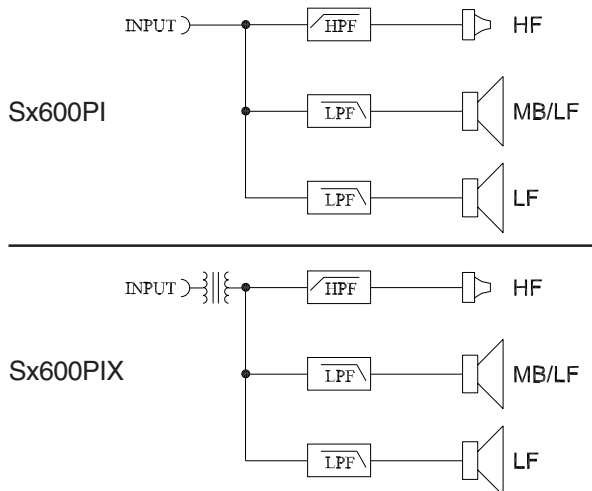 INPUT HPF HF
Sx600PI LPF MB/LF
LPF LF
INPUT HPF HF
Sx600PIX LPF MB/LF
LPF LF